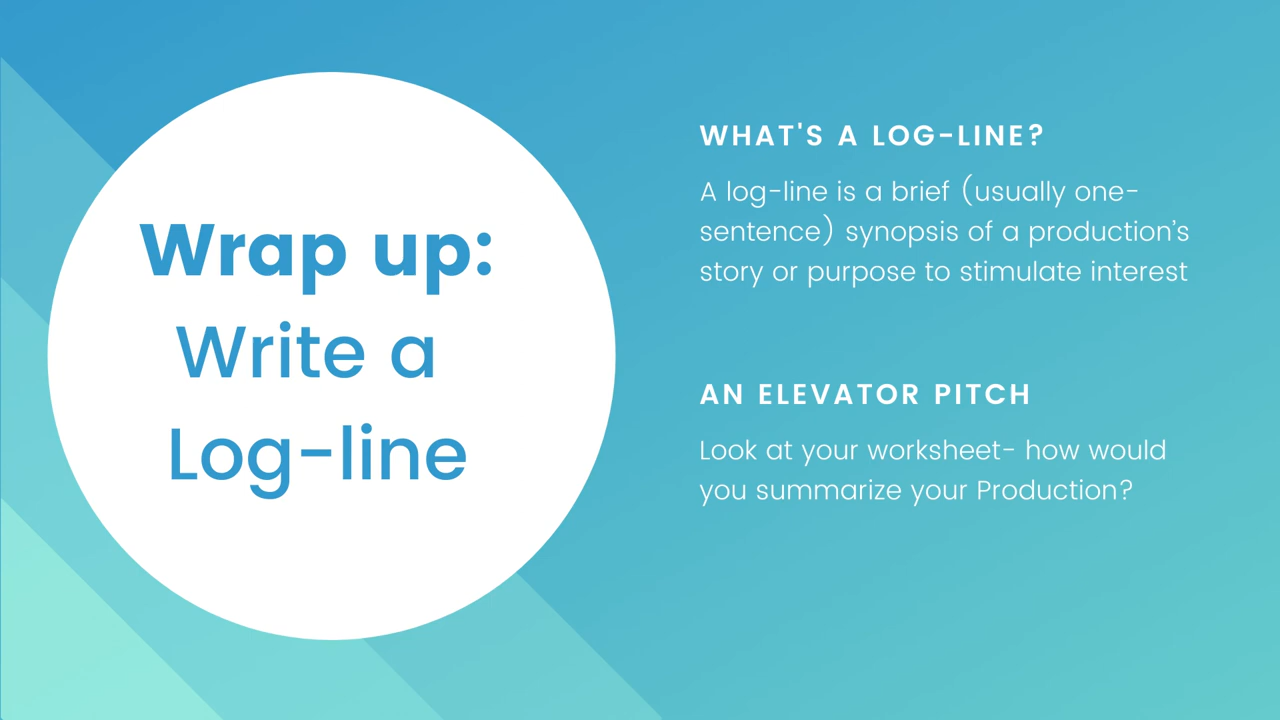 Wrap up:
Write a
Log-line
WHAT'S A LOG-LINE?
A log-line is a brief (usually one-
sentence) synopsis of a production’s
story or purpose to stimulate interest
AN ELEVATOR PITCH
Look at your worksheet- how would
you summarize your Production?